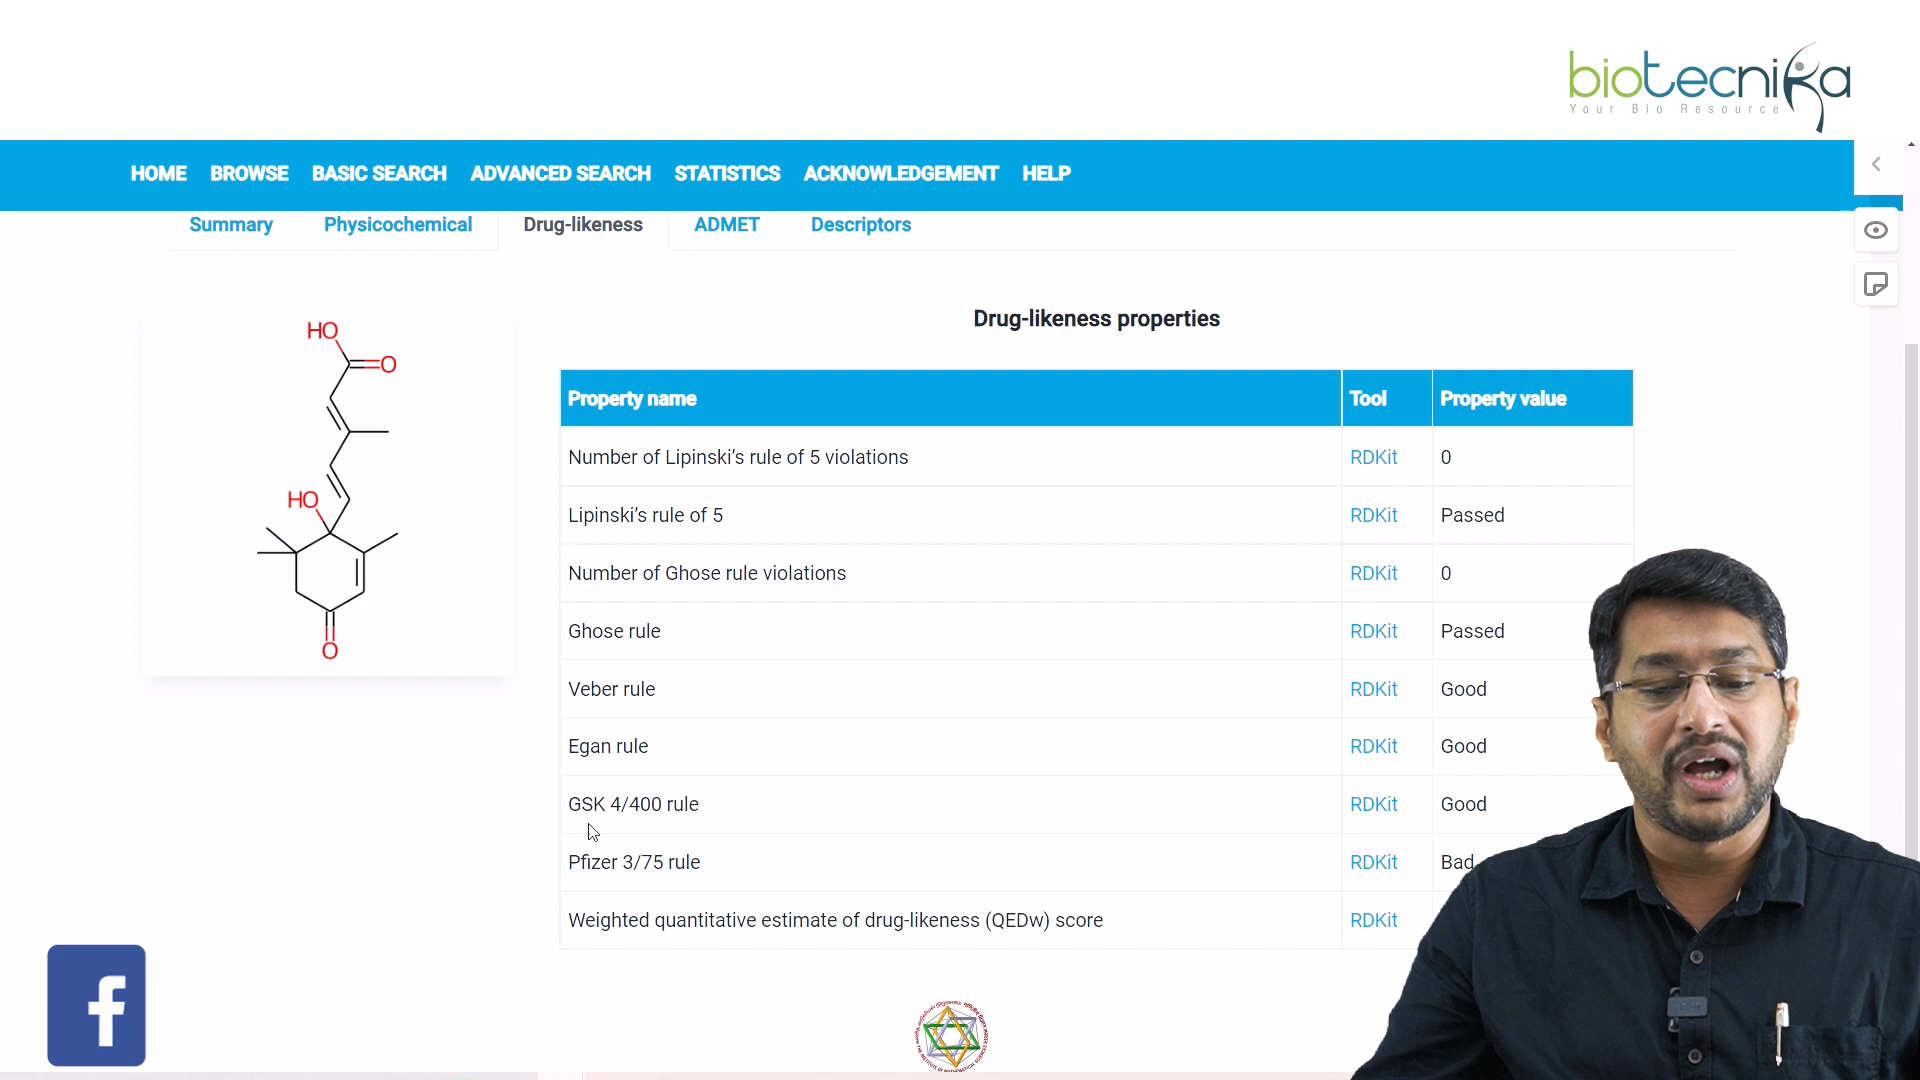 biotecnika
Your Bio Resource
HOME BROWSE BASIC SEARCH ADVANCED SEARCH STATISTICS ACKNOWLEDGEMENT HELP
Summary Physicochemical Drug-likeness ADMET Descriptors
Drug-likeness properties
HO
O
HO
O
Property name Tool Property value
Number of Lipinski’s rule of 5 violations RDKit 0
Lipinski’s rule of 5 RDKit Passed
Number of Ghose rule violations RDKit 0
Ghose rule RDKit Passed
Veber rule RDKit Good
Egan rule RDKit Good
GSK 4/400 rule RDKit Good
Pfizer 3/75 rule RDKit Bad
Weighted quantitative estimate of drug-likeness (QEDw) score RDKit
f